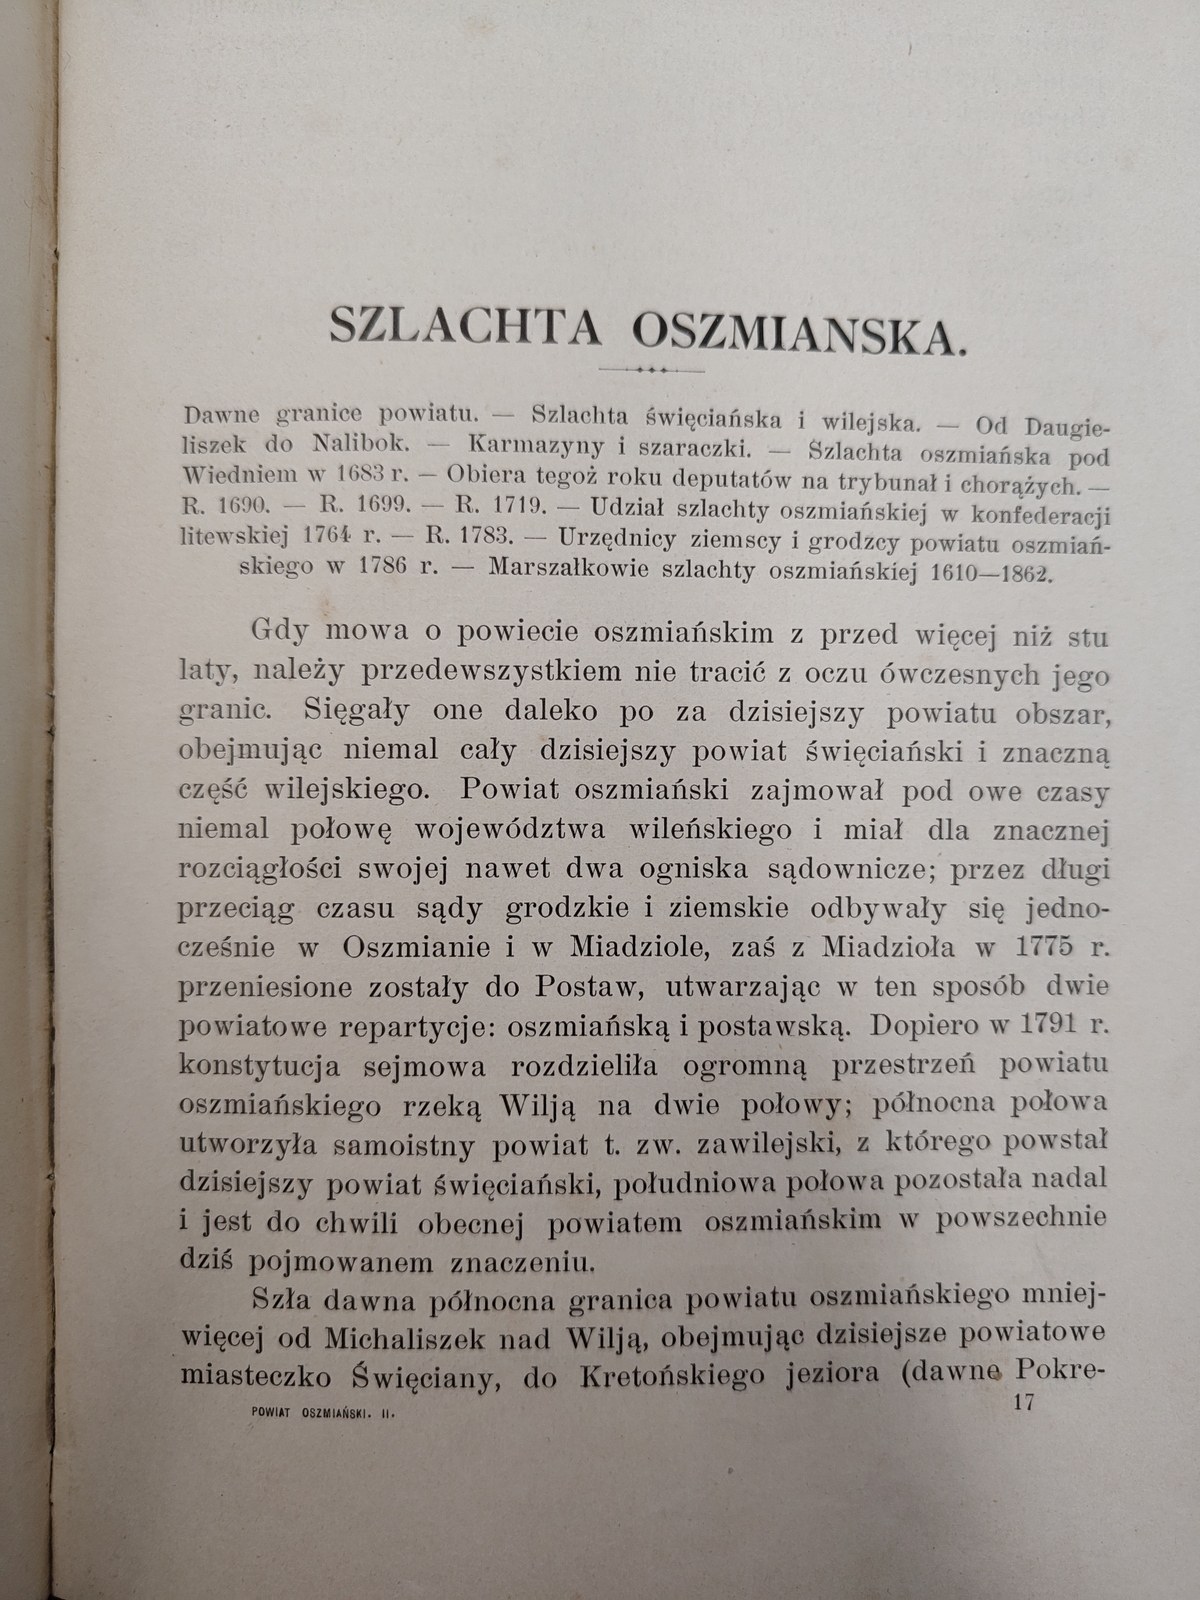 SZLACHTA OSZMIANSKA.
Dawne granice powiatu. — Szlachta święciańska i wilejska. — Od Daugie-
liszek do Nalibok. — Karmazyny i szaraczki. — Szlachta oszmiańska pod
Wiedniem w 1683 r. — Obiera tegoż roku deputatów na trybunał i chorążych. —
R. 1690. — R. 1699. — R. 1719. — Udział szlachty oszmiańskiej w konfederacji
litewskiej 1764 r. — R. 1783. — Urzędnicy ziemscy i grodzcy powiatu oszmiań-
skiego w 1786 r. — Marszałkowie szlachty oszmiańskiej 1610—1862.
Gdy mowa o powiecie oszmiańskim z przed więcej niż stu
laty, należy przedewszystkiem nie tracić z oczu ówczesnych jego
granic. Sięgały one daleko po za dzisiejszy powiatu obszar,
obejmując niemal cały dzisiejszy powiat święciański i znaczną
część wilejskiego. Powiat oszmiański zajmował pod owe czasy
niemal połowę województwa wileńskiego i miał dla znacznej
rozciągłości swojej nawet dwa ogniska sądownicze; przez długi
przeciąg czasu sądy grodzkie i ziemskie odbywały się jedno-
cześnie w Oszmianie i w Miadziole, zaś z Miadzioła w 1775 r.
przeniesione zostały do Postaw, utwarzając w ten sposób dwie
powiatowe repartycje: oszmiańską i postawską. Dopiero w 1791 r.
konstytucja sejmowa rozdzieliła ogromną przestrzeń powiatu
oszmiańskiego rzeką Wilją na dwie połowy; północna połowa
utworzyła samoistny powiat t. zw. zawilejski, z którego powstał
dzisiejszy powiat święciański, południowa połowa pozostała nadal
i jest do chwili obecnej powiatem oszmiańskim w powszechnie
dziś pojmowanem znaczeniu.
Szła dawna północna granica powiatu oszmiańskiego mniej-
więcej od Michaliszek nad Wilją, obejmując dzisiejsze powiatowe
miasteczko Święciany, do Kretońskiego jeziora (dawne Pokre-
POWIAT OSZMIAŃSKI. II.
17